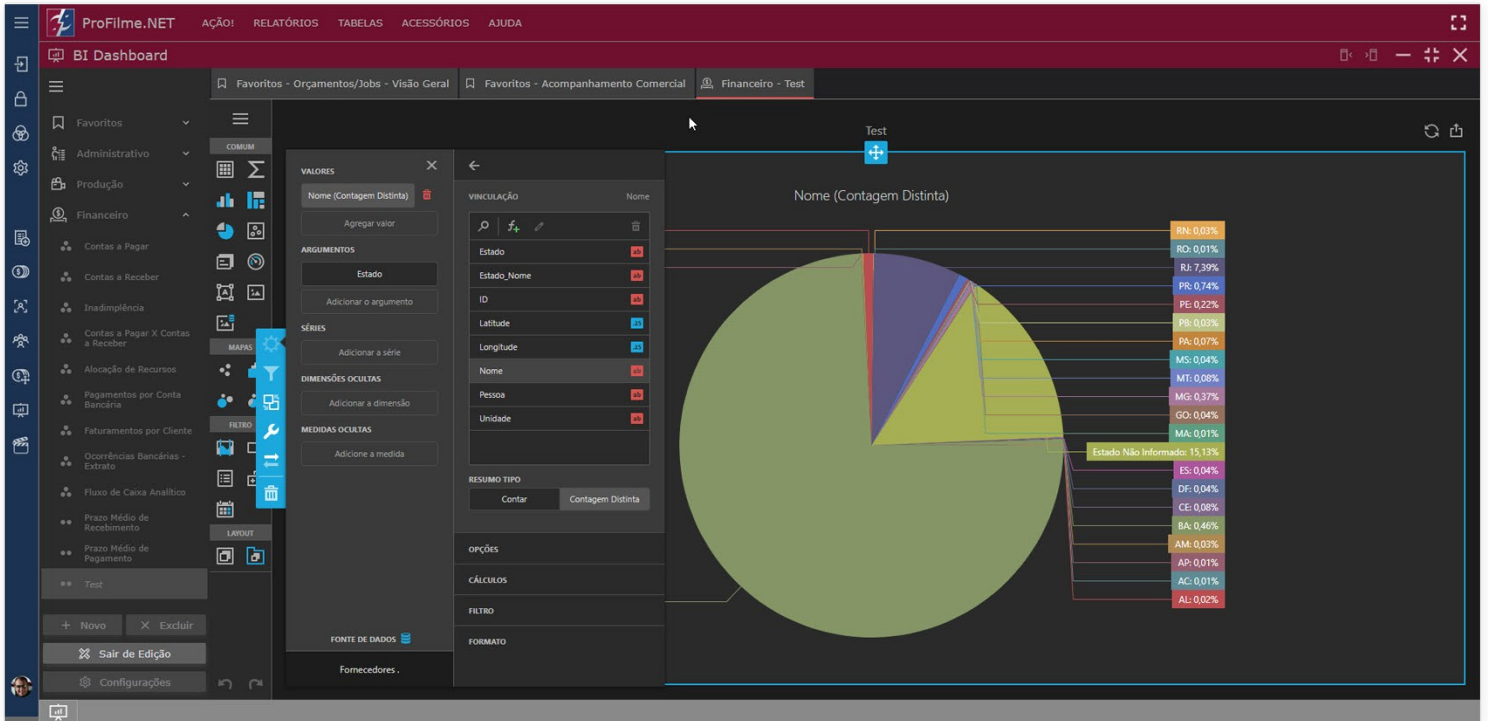 ProFilme.NET
AÇÃO!
RELATÓRIOS
TABELAS
ACESSÓRIOS
AJUDA
BI Dashboard
Favoritos - Orçamentos/Jobs - Visão Geral
Favoritos - Acompanhamento Comercial
Financeiro - Test
Favoritos
Administrativo
Produção
Financeiro
Contas a Pagar
Contas a Receber
Inadimplência
Contas a Pagar X Contas
a Receber
Alocação de Recursos
Pagamentos por Conta
Bancária
Faturamentos por Cliente
Ocorrências Bancárias -
Extrato
Fluxo de Caixa Analítico
Prazo Médio de
Recebimento
Prazo Médio de
Pagamento
Test
+ Novo
Excluir
Sair de Edição
Configurações
COMUM
MAPAS
FILTRO
LAYOUT
VALORES
Nome (Contagem Distinta)
Agregar valor
ARGUMENTOS
Estado
Adicionar o argumento
SÉRIES
Adicionar a série
DIMENSÕES OCULTAS
Adicionar a dimensão
MEDIDAS OCULTAS
Adicione a medida
FONTE DE DADOS
Fornecedores .
VINCULAÇÃO
Nome
Estado
ab
Estado_Nome
ab
ID
ab
Latitude
.15
Longitude
.15
Nome
ab
Pessoa
ab
Unidade
ab
RESUMO TIPO
Contar
Contagem Distinta
OPÇÕES
CÁLCULOS
FILTRO
FORMATO
Test
Nome (Contagem Distinta)
RN: 0,03%
RO: 0,01%
RJ: 7,39%
PR: 0,74%
PE: 0,22%
PB: 0,03%
PA: 0,07%
MS: 0,04%
MT: 0,08%
MG: 0,37%
GO: 0,04%
MA: 0,01%
Estado Não Informado: 15,13%
ES: 0,04%
DF: 0,04%
CE: 0,08%
BA: 0,46%
AM: 0,03%
AP: 0,01%
AC: 0,01%
AL: 0,02%